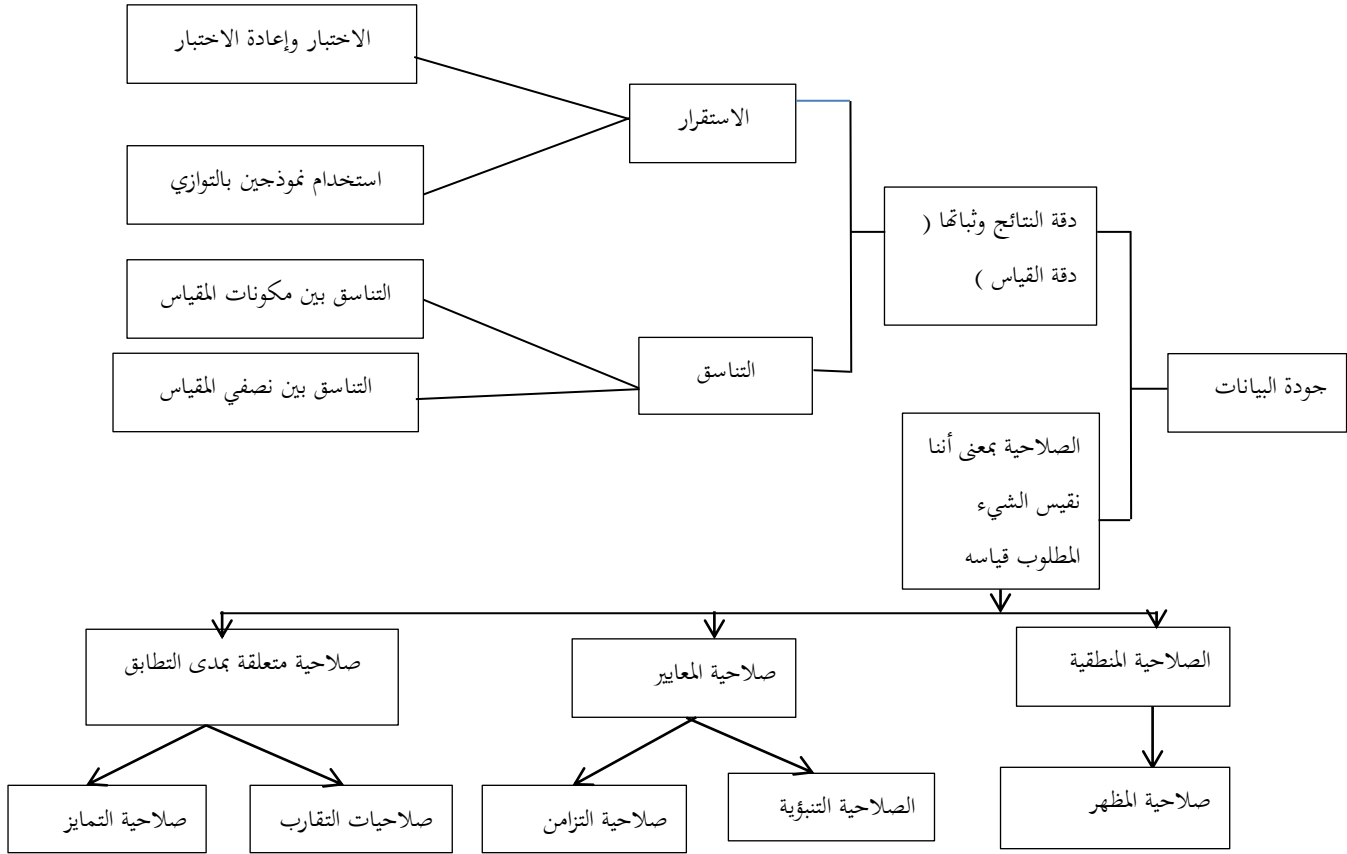 الاختبار وإعادة الاختبار
الاستقرار
استخدام نموذجين بالتوازي
دقة النتائج وثباتها (
دقة القياس )
التناسق بين مكونات المقياس
التناسق
التناسق بين نصفي المقياس
جودة البيانات
الصلاحية بمعنى أننا
نقيس الشيء
المطلوب قياسه
الصلاحية المنطقية
صلاحية المعايير
صلاحية متعلقة بمدى التطابق
صلاحية المظهر
الصلاحية التنبؤية
صلاحية التزامن
صلاحيات التقارب
صلاحية التمايز